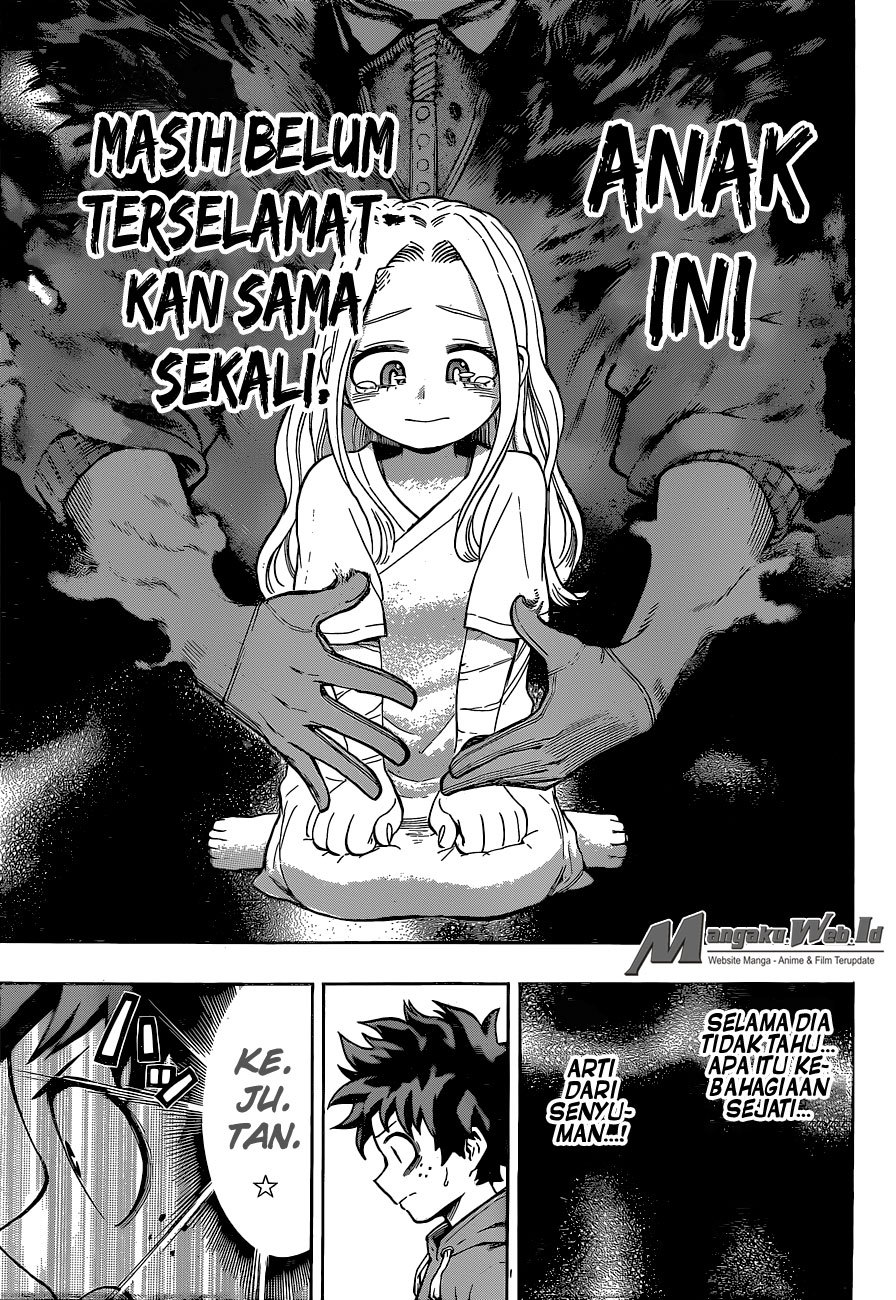 ANAK
INI
MASIH BELUM
TERSELAMAT
KAN SAMA
SEKALI.
Mangaku.Web.Id
Website Manga - Anime & Film Terupdate
SELAMA DIA
TIDAK TAHU...
APA ITU KE-
BAHAGIAAN
SEJATI...
ARTI
DARI
SENYU-
MAN...!
KE.
JU.
TAN.
☆